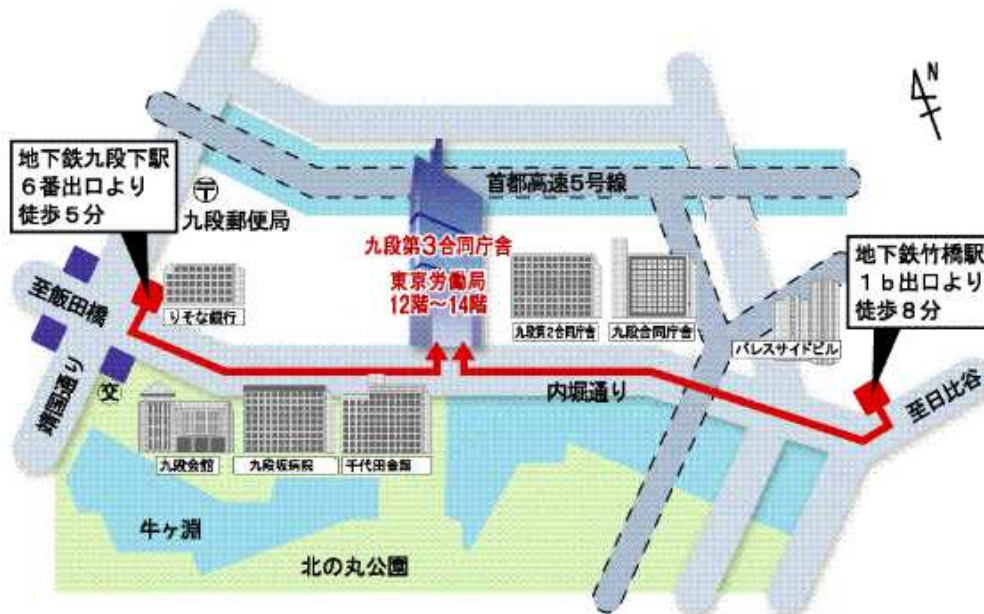 N
地下鉄九段下駅
6番出口より
徒歩5分
〒
九段郵便局
首都高速5号線
九段第3合同庁舎
東京労働局
12階～14階
地下鉄竹橋駅
1b出口より
徒歩8分
至飯田橋
りそな銀行
九段第2合同庁舎
九段合同庁舎
パレスサイドビル
靖国通り
交
内堀通り
至日比谷
九段会館
九段坂病院
千代田会館
牛ヶ淵
北の丸公園